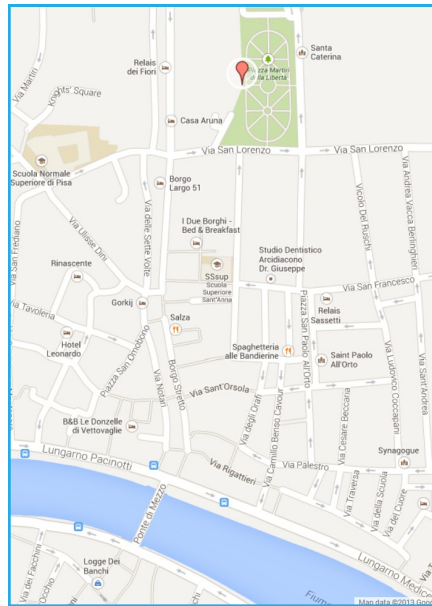 Via Martiri
Knights' Square
Relais
dei Fiori
Piazza Martiri
della Libertà
Santa
Caterina
Casa Aruna
Via San Lorenzo
Via San Lorenzo
Scuola Normale
Superiore di Pisa
Borgo
Largo 51
Via San Frediano
Via Ulisse Dini
Via delle Sette Volte
I Due Borghi -
Bed & Breakfast
Vicolo Del Ruschi
Via Andrea Vacca Berlinghieri
Studio Dentistico
Arcidiacono
Dr. Giuseppe
Rinascente
SSsup
Scuola
Superiore
Sant'Anna
Via San Francesco
Via Tavoleria
Gorkij
Salza
Relais
Sassetti
Piazza San Paolo All'Orto
Hotel
Leonardo
Piazza San Omobono
Spaghetteria
alle Bandierine
Saint Paolo
All'Orto
Via Notari
Borgo Stretto
Via Sant'Orsola
Via Ludovico Coccapani
Via Sant'Andrea
B&B Le Donzelle
di Vettovaglie
Via degli Orafi
Via Camillo Benso Cavour
Via Cesare Beccaria
Lungarno Pacinotti
Via Rigattieri
Via Palestro
Synagogue
Ponte di Mezzo
Via Traversa
Via della Scuola
Via del Cuore
Via dei Facchini
Logge Dei
Banchi
Lungarno Medice
Fiume
Map data ©2013 Goo